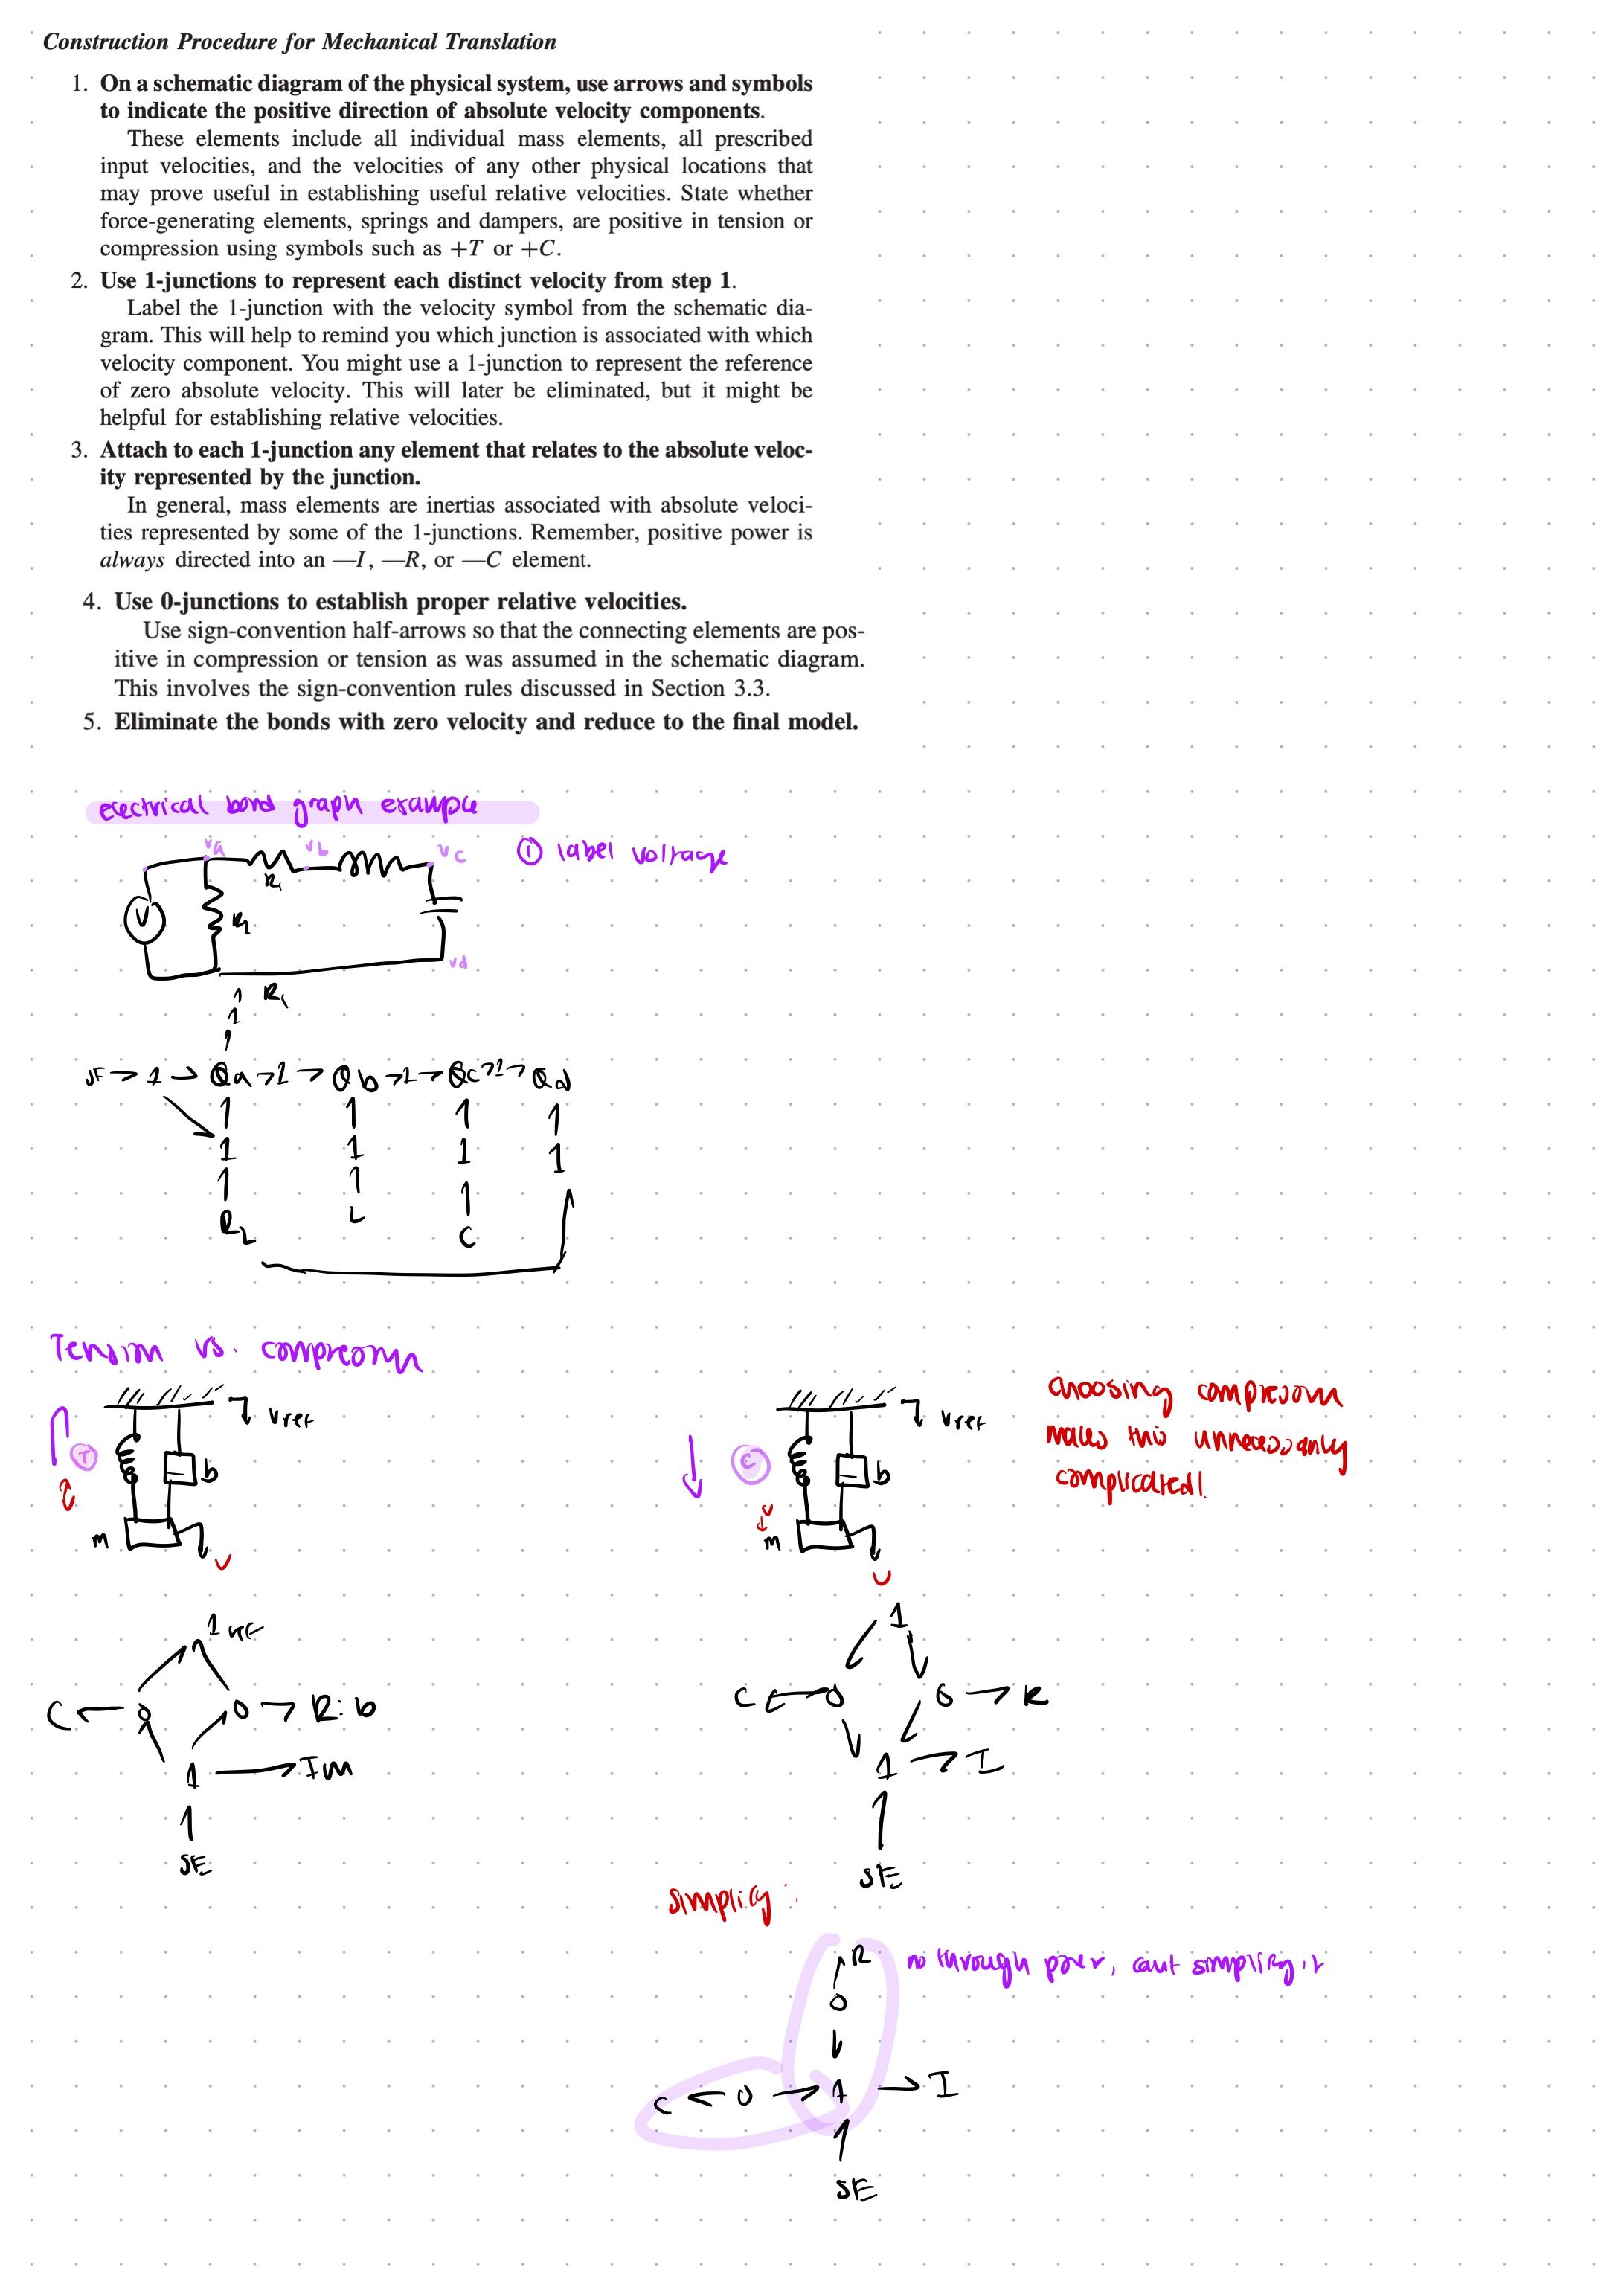 Construction Procedure for Mechanical Translation
1. On a schematic diagram of the physical system, use arrows and symbols
to indicate the positive direction of absolute velocity components.
These elements include all individual mass elements, all prescribed
input velocities, and the velocities of any other physical locations that
may prove useful in establishing useful relative velocities. State whether
force-generating elements, springs and dampers, are positive in tension or
compression using symbols such as +T or +C.
2. Use 1-junctions to represent each distinct velocity from step 1.
Label the 1-junction with the velocity symbol from the schematic dia-
gram. This will help to remind you which junction is associated with which
velocity component. You might use a 1-junction to represent the reference
of zero absolute velocity. This will later be eliminated, but it might be
helpful for establishing relative velocities.
3. Attach to each 1-junction any element that relates to the absolute veloc-
ity represented by the junction.
In general, mass elements are inertias associated with absolute veloci-
ties represented by some of the 1-junctions. Remember, positive power is
always directed into an —I, —R, or —C element.
4. Use 0-junctions to establish proper relative velocities.
Use sign-convention half-arrows so that the connecting elements are pos-
itive in compression or tension as was assumed in the schematic diagram.
This involves the sign-convention rules discussed in Section 3.3.
5. Eliminate the bonds with zero velocity and reduce to the final model.
electrical bond graph example
① label voltage
va vb vc
R1
V R2
vd
R1
1
1 0a 1 0b 1 0c 1 0d
1 1 1 1
R2 L C
Tension vs. compression
Vref
T b
m
v
Vref
C b
m
v
choosing compression
makes this unnecessarily
complicated!
1 ref
C 0 0 R:b
1 Im
SE
1
C 0 0 R
1 I
SE
simplify:
R
no through power, cant simplify it
0
C 0 1 I
SE